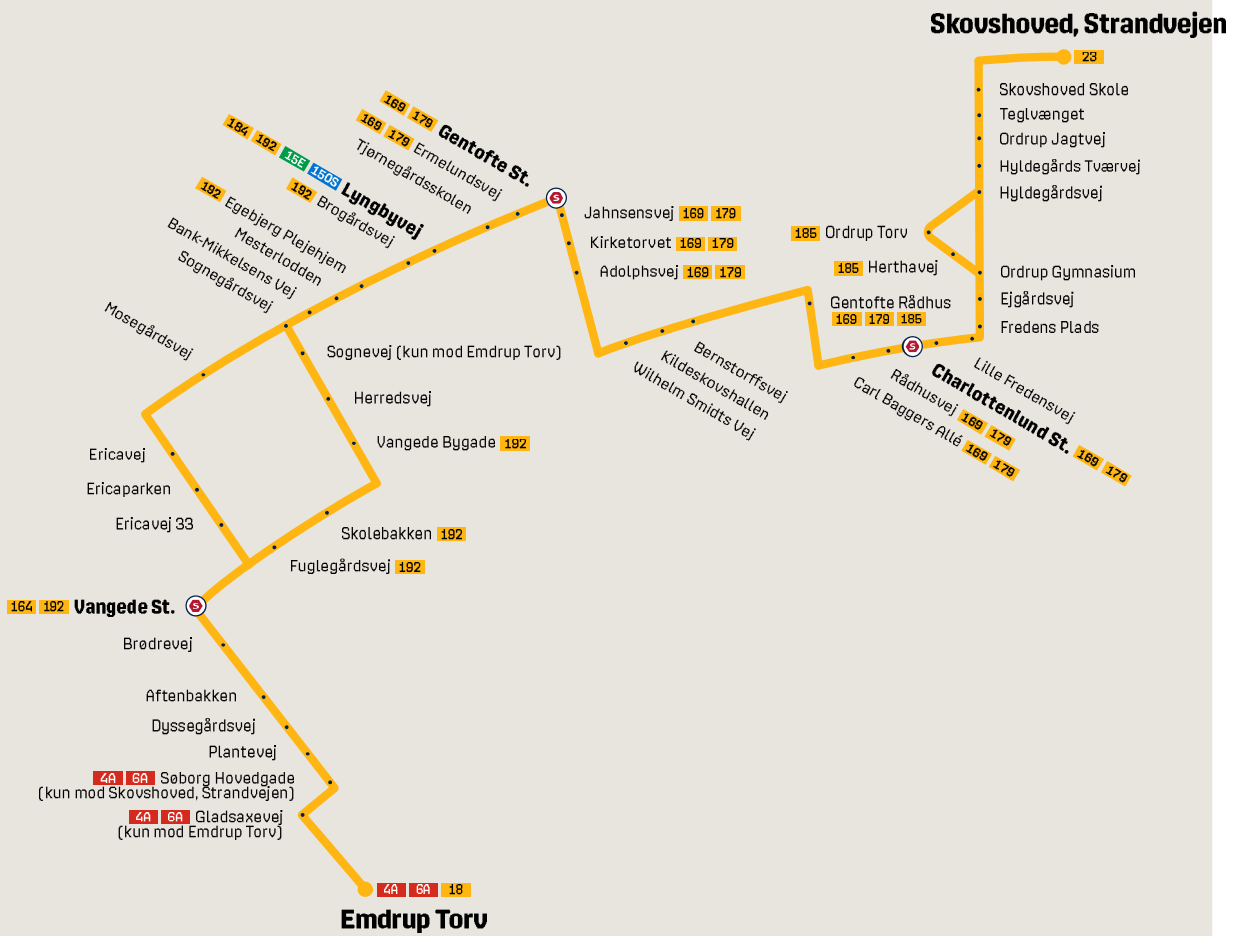 Skovshoved, Strandvejen
23
Skovshoved Skole
Teglvænget
Ordrup Jagtvej
Hyldegårds Tværvej
Hyldegårdsvej
185 Ordrup Torv
185 Herthavej
Ordrup Gymnasium
Ejgårdsvej
Fredens Plads
Lille Fredensvej
Charlottenlund St. 169 179
Rådhusvej 169 179
Carl Baggers Allé 169 179
Gentofte Rådhus
169 179 185
Bernstorffsvej
Kildeskovshallen
Wilhelm Smidts Vej
Adolphsvej 169 179
Kirketorvet 169 179
Jahnsensvej 169 179
169 179 Gentofte St.
169 179 Ermelundsvej
Tjørnegårdsskolen
184 192 15E 150S Lyngbyvej
192 Brogårdsvej
192 Egebjerg Plejehjem
Mesterlodden
Bank-Mikkelsens Vej
Sognegårdsvej
Mosegårdsvej
Sognevej (kun mod Emdrup Torv)
Herredsvej
Vangede Bygade 192
Skolebakken 192
Fuglegårdsvej 192
Ericavej
Ericaparken
Ericavej 33
164 192 Vangede St.
Brødrevej
Aftenbakken
Dyssegårdsvej
Plantevej
4A 6A Søborg Hovedgade
(kun mod Skovshoved, Strandvejen)
4A 6A Gladsaxevej
(kun mod Emdrup Torv)
4A 6A 18
Emdrup Torv
S
S
S